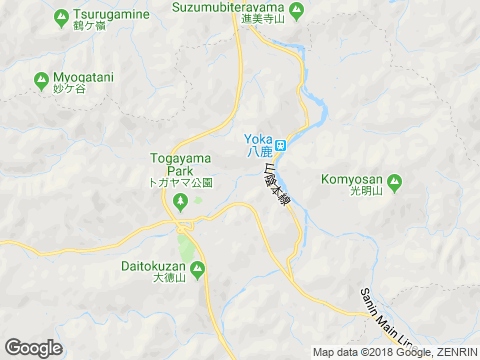 Tsurugamine
鶴ケ嶺
Suzumubiterayama
進美寺山
Myogatani
妙ケ谷
Yoka
八鹿
Togayama
Park
トガヤマ公園
山陰本線
Komyosan
光明山
Daitokuzan
大徳山
Sanin Main Line
Google
Map data ©2018 Google, ZENRIN